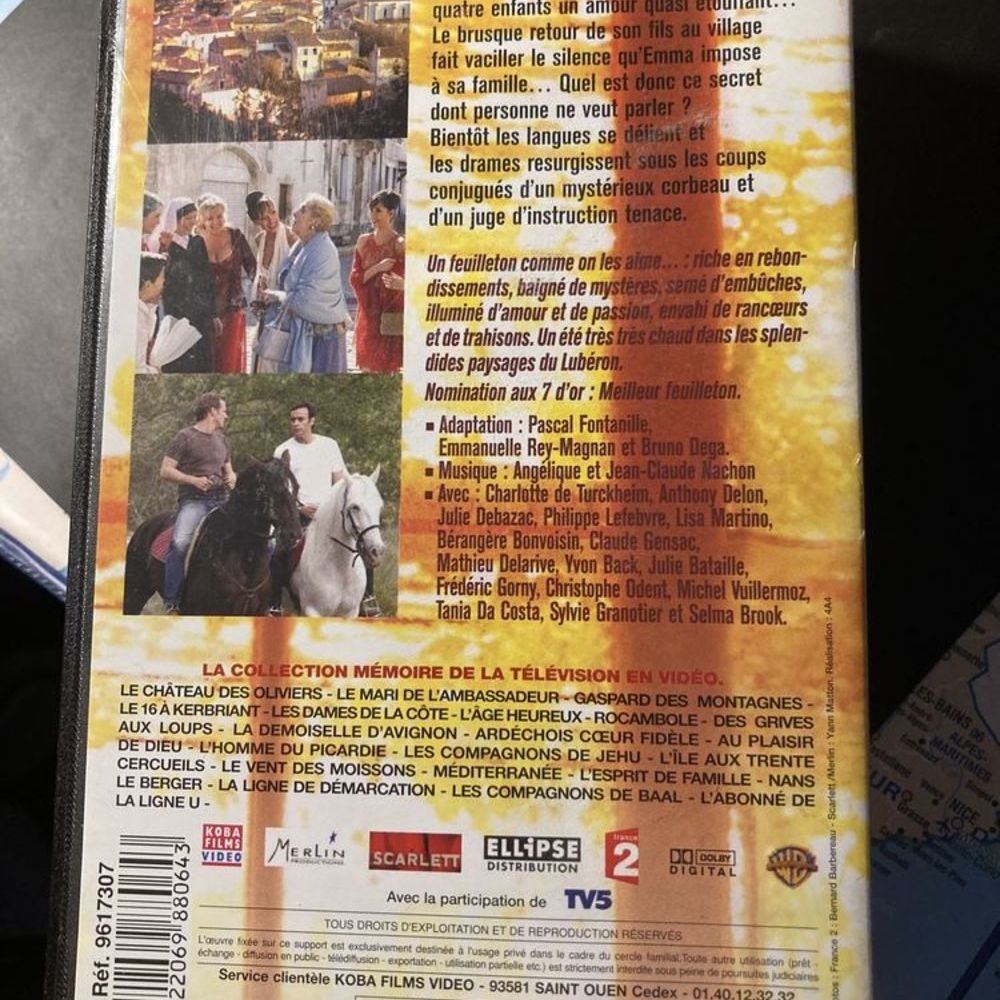 quatre enfants un amour quasi étouffant...
Le brusque retour de son fils au village
fait vaciller le silence qu'Emma impose
à sa famille... Quel est donc ce secret
dont personne ne veut parler ?
Bientôt les langues se délient et
les drames resurgissent sous les coups
conjugués d'un mystérieux corbeau et
d'un juge d'instruction tenace.
Un feuilleton comme on les aime... : riche en rebon-
dissements, baigné de mystères, semé d'embûches,
illuminé d'amour et de passion, envahi de rancœurs
et de trahisons. Un été très très chaud dans les splen-
dides paysages du Lubéron.
Nomination aux 7 d'or : Meilleur feuilleton.
▪ Adaptation : Pascal Fontanille,
Emmanuelle Rey-Magnan et Bruno Dega.
▪ Musique : Angélique et Jean-Claude Nachon
▪ Avec : Charlotte de Turckheim, Anthony Delon,
Julie Debazac, Philippe Lefebvre, Lisa Martino,
Bérangère Bonvoisin, Claude Gensac,
Mathieu Delarive, Yvon Back, Julie Bataille,
Frédéric Gorny, Christophe Odent, Michel Vuillermoz,
Tania Da Costa, Sylvie Granotier et Selma Brook.
LA COLLECTION MÉMOIRE DE LA TÉLÉVISION EN VIDÉO.
LE CHÂTEAU DES OLIVIERS - LE MARI DE L'AMBASSADEUR - GASPARD DES MONTAGNES -
LE 16 À KERBRIANT - LES DAMES DE LA CÔTE - L'ÂGE HEUREUX - ROCAMBOLE - DES GRIVES
AUX LOUPS - LA DEMOISELLE D'AVIGNON - ARDÉCHOIS CŒUR FIDÈLE - AU PLAISIR
DE DIEU - L'HOMME DU PICARDIE - LES COMPAGNONS DE JEHU - L'ÎLE AUX TRENTE
CERCUEILS - LE VENT DES MOISSONS - MÉDITERRANÉE - L'ESPRIT DE FAMILLE - NANS
LE BERGER - LA LIGNE DE DÉMARCATION - LES COMPAGNONS DE BAAL - L'ABONNÉ DE
LA LIGNE U -
KOBA
FILMS
VIDEO
MERLIN
PRODUCTIONS
SCARLETT
ELLIPSE
DISTRIBUTION
france
2
DOLBY
DIGITAL
Avec la participation de TV5
TOUS DROITS D'EXPLOITATION ET DE REPRODUCTION RÉSERVÉS
L'œuvre fixée sur ce support est exclusivement destinée à l'usage privé dans le cadre du cercle familial. Toute autre utilisation (prêt -
échange - diffusion en public - télédiffusion - exportation - utilisation partielle etc.) est strictement interdite sous peine de poursuites judiciaires
Service clientèle KOBA FILMS VIDEO - 93581 SAINT OUEN Cedex - 01.40.12.32.32
Réf. 9617307
22069 880643
France 2 : Bernard Barbereau - Scarlett /Merlin : Yann Matton. Réalisation : 4A4
ES-BAINS
ALPES-
MARITIMES
NICE